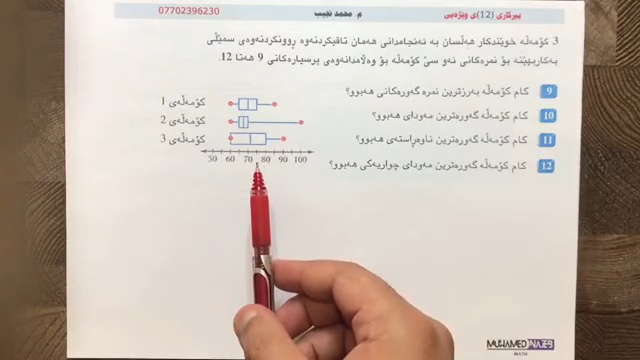 بیرکاری (12)ی وێژەیی
م. محمد نجیب
07702396230
3 کۆمەڵە خوێندکار هەڵسان بە ئەنجامدانی هەمان تاقیکردنەوە ڕوونکردنەوەی سمێڵی
بەکاربهێنە بۆ نمرەکانی ئەو سێ کۆمەڵە بۆ وەڵامدانەوەی پرسیارەکانی 9 هەتا 12.
9 کام کۆمەڵە بەرزترین نمرە گەورەکانی هەبوو؟
10 کام کۆمەڵە گەورەترین مەودای هەبوو؟
11 کام کۆمەڵە گەورەترین ناوەڕاستەی هەبوو؟
12 کام کۆمەڵە گەورەترین مەودای چواریەکی هەبوو؟
کۆمەڵەی 1
کۆمەڵەی 2
کۆمەڵەی 3
50 60 70 80 90 100
MUHAMED NAJEB
MATH